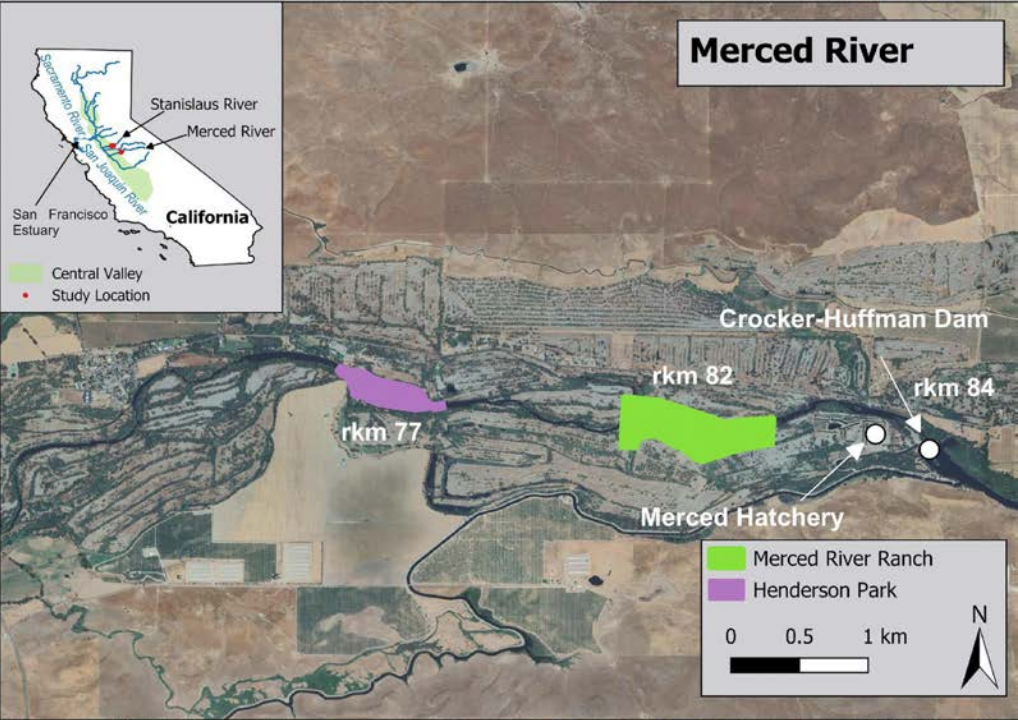 Merced River
Sacramento River
Stanislaus River
Merced River
San Joaquin River
San Francisco
Estuary
California
Central Valley
Study Location
Crocker-Huffman Dam
rkm 82
rkm 84
rkm 77
Merced Hatchery
Merced River Ranch
Henderson Park
N
0 0.5 1 km